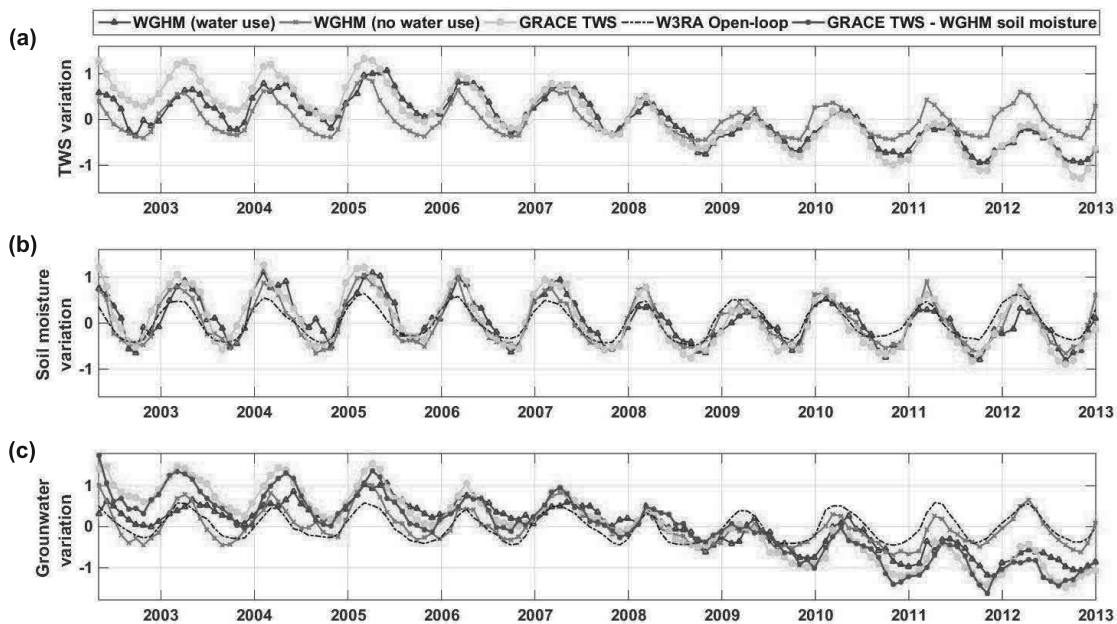 WGHM (water use) WGHM (no water use) GRACE TWS W3RA Open-loop GRACE TWS - WGHM soil moisture
(a)
TWS variation
1
0
-1
2003 2004 2005 2006 2007 2008 2009 2010 2011 2012 2013
(b)
Soil moisture
variation
1
0
-1
2003 2004 2005 2006 2007 2008 2009 2010 2011 2012 2013
(c)
Grounwater
variation
1
0
-1
2003 2004 2005 2006 2007 2008 2009 2010 2011 2012 2013